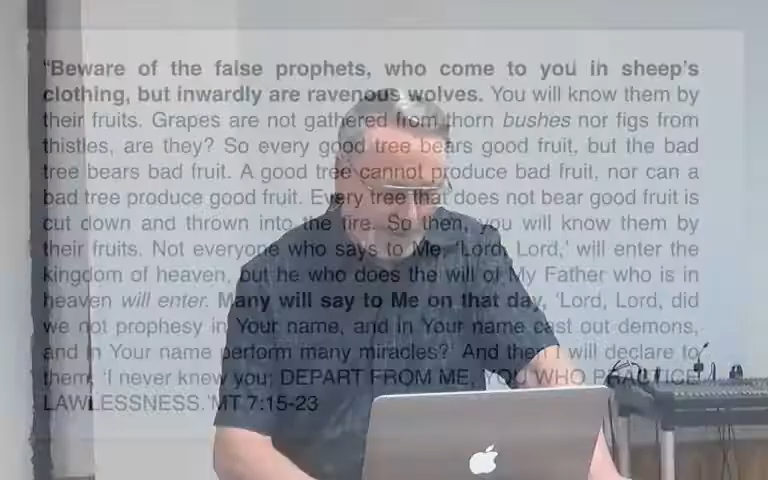 “Beware of the false prophets, who come to you in sheep's
clothing, but inwardly are ravenous wolves. You will know them by
their fruits. Grapes are not gathered from thorn bushes nor figs from
thistles, are they? So every good tree bears good fruit, but the bad
tree bears bad fruit. A good tree cannot produce bad fruit, nor can a
bad tree produce good fruit. Every tree that does not bear good fruit is
cut down and thrown into the fire. So then, you will know them by
their fruits. Not everyone who says to Me 'Lord, Lord,' will enter the
kingdom of heaven, but he who does the will of My Father who is in
heaven will enter. Many will say to Me on that day, 'Lord, Lord, did
we not prophesy in Your name, and in Your name cast out demons,
and in Your name perform many miracles?' And then I will declare to
them, 'I never knew you; DEPART FROM ME, YOU WHO PRACTICE
LAWLESSNESS.' MT 7:15-23